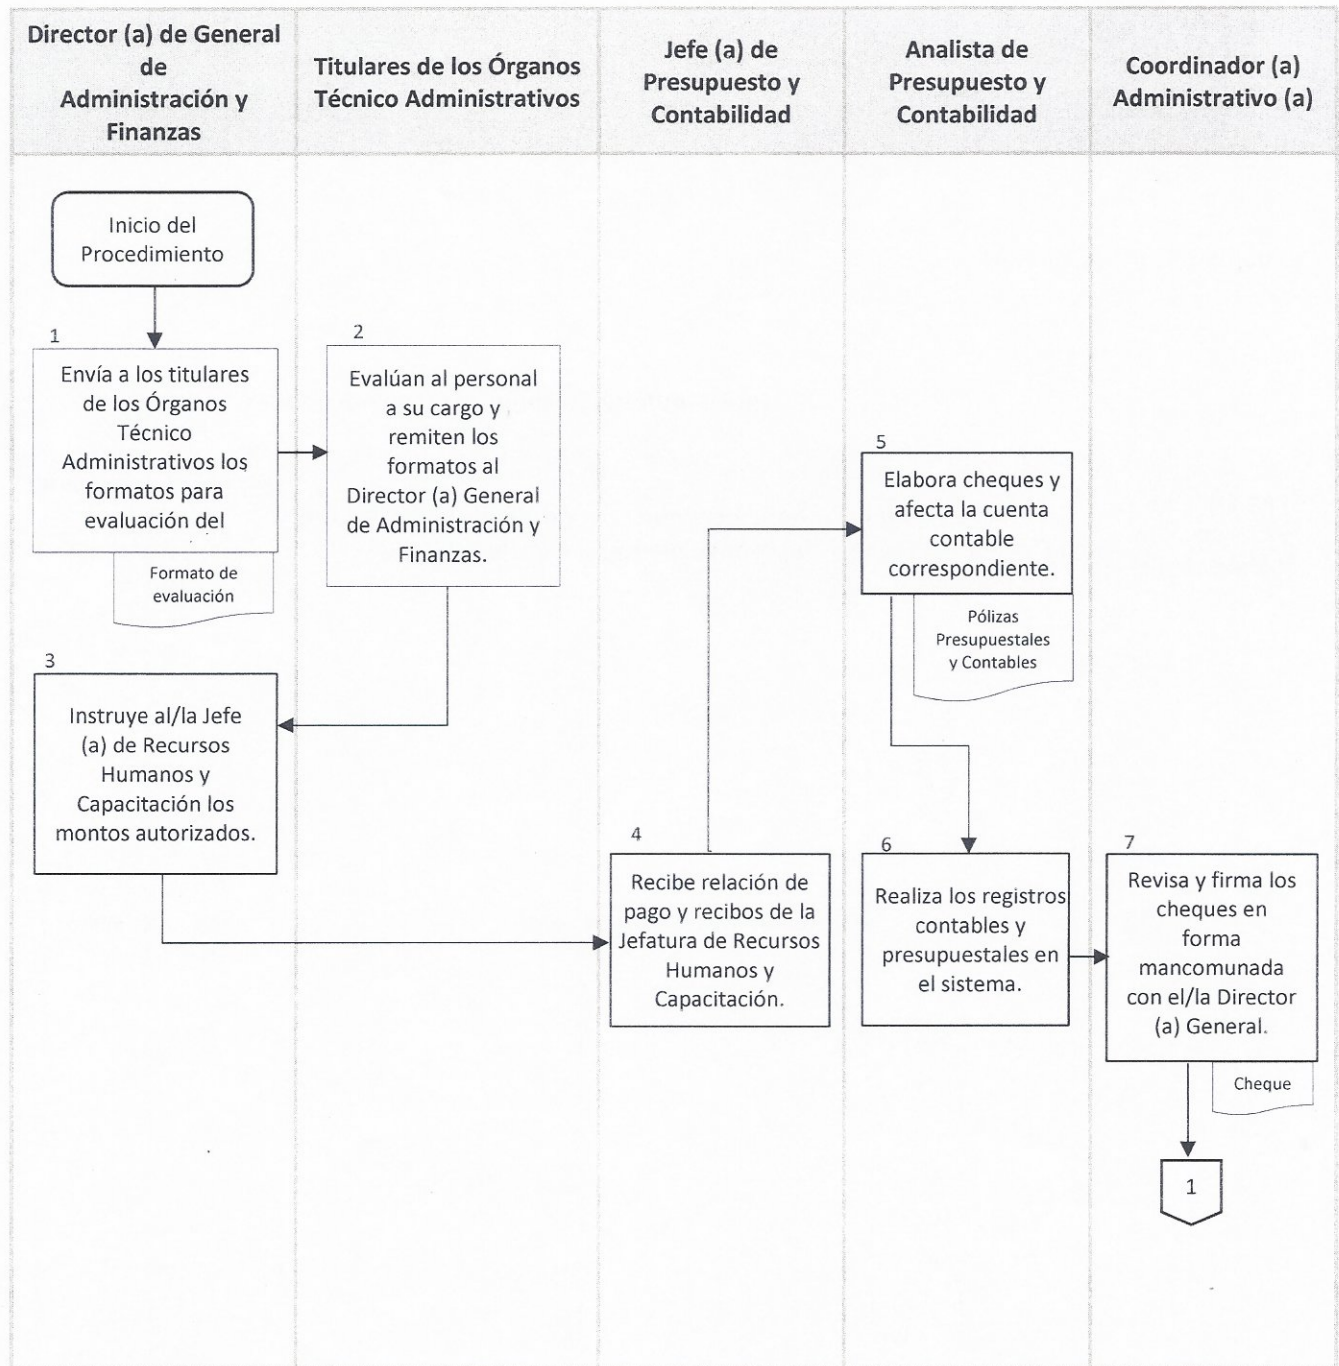 Director (a) de General
de
Administración y
Finanzas
Titulares de los Órganos
Técnico Administrativos
Jefe (a) de
Presupuesto y
Contabilidad
Analista de
Presupuesto y
Contabilidad
Coordinador (a)
Administrativo (a)
Inicio del
Procedimiento
1
Envía a los titulares
de los Órganos
Técnico
Administrativos los
formatos para
evaluación del
Formato de
evaluación
2
Evalúan al personal
a su cargo y
remiten los
formatos al
Director (a) General
de Administración y
Finanzas.
3
Instruye al/la Jefe
(a) de Recursos
Humanos y
Capacitación los
montos autorizados.
4
Recibe relación de
pago y recibos de la
Jefatura de Recursos
Humanos y
Capacitación.
5
Elabora cheques y
afecta la cuenta
contable
correspondiente.
Pólizas
Presupuestales
y Contables
6
Realiza los registros
contables y
presupuestales en
el sistema.
7
Revisa y firma los
cheques en
forma
mancomunada
con el/la Director
(a) General.
Cheque
1